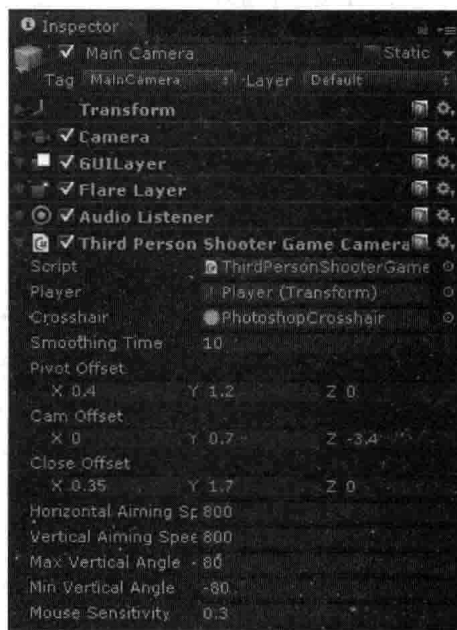 Inspector
Main Camera Static
Tag MainCamera Layer Default
Transform
Camera
GUILayer
Flare Layer
Audio Listener
Third Person Shooter Game Camera
Script ThirdPersonShooterGame
Player Player (Transform)
Crosshair PhotoshopCrosshair
Smoothing Time 10
Pivot Offset
X 0.4 Y 1.2 Z 0
Cam Offset
X 0 Y 0.7 Z -3.4
Close Offset
X 0.35 Y 1.7 Z 0
Horizontal Aiming Sp 800
Vertical Aiming Spee 800
Max Vertical Angle 80
Min Vertical Angle -80
Mouse Sensitivity 0.3